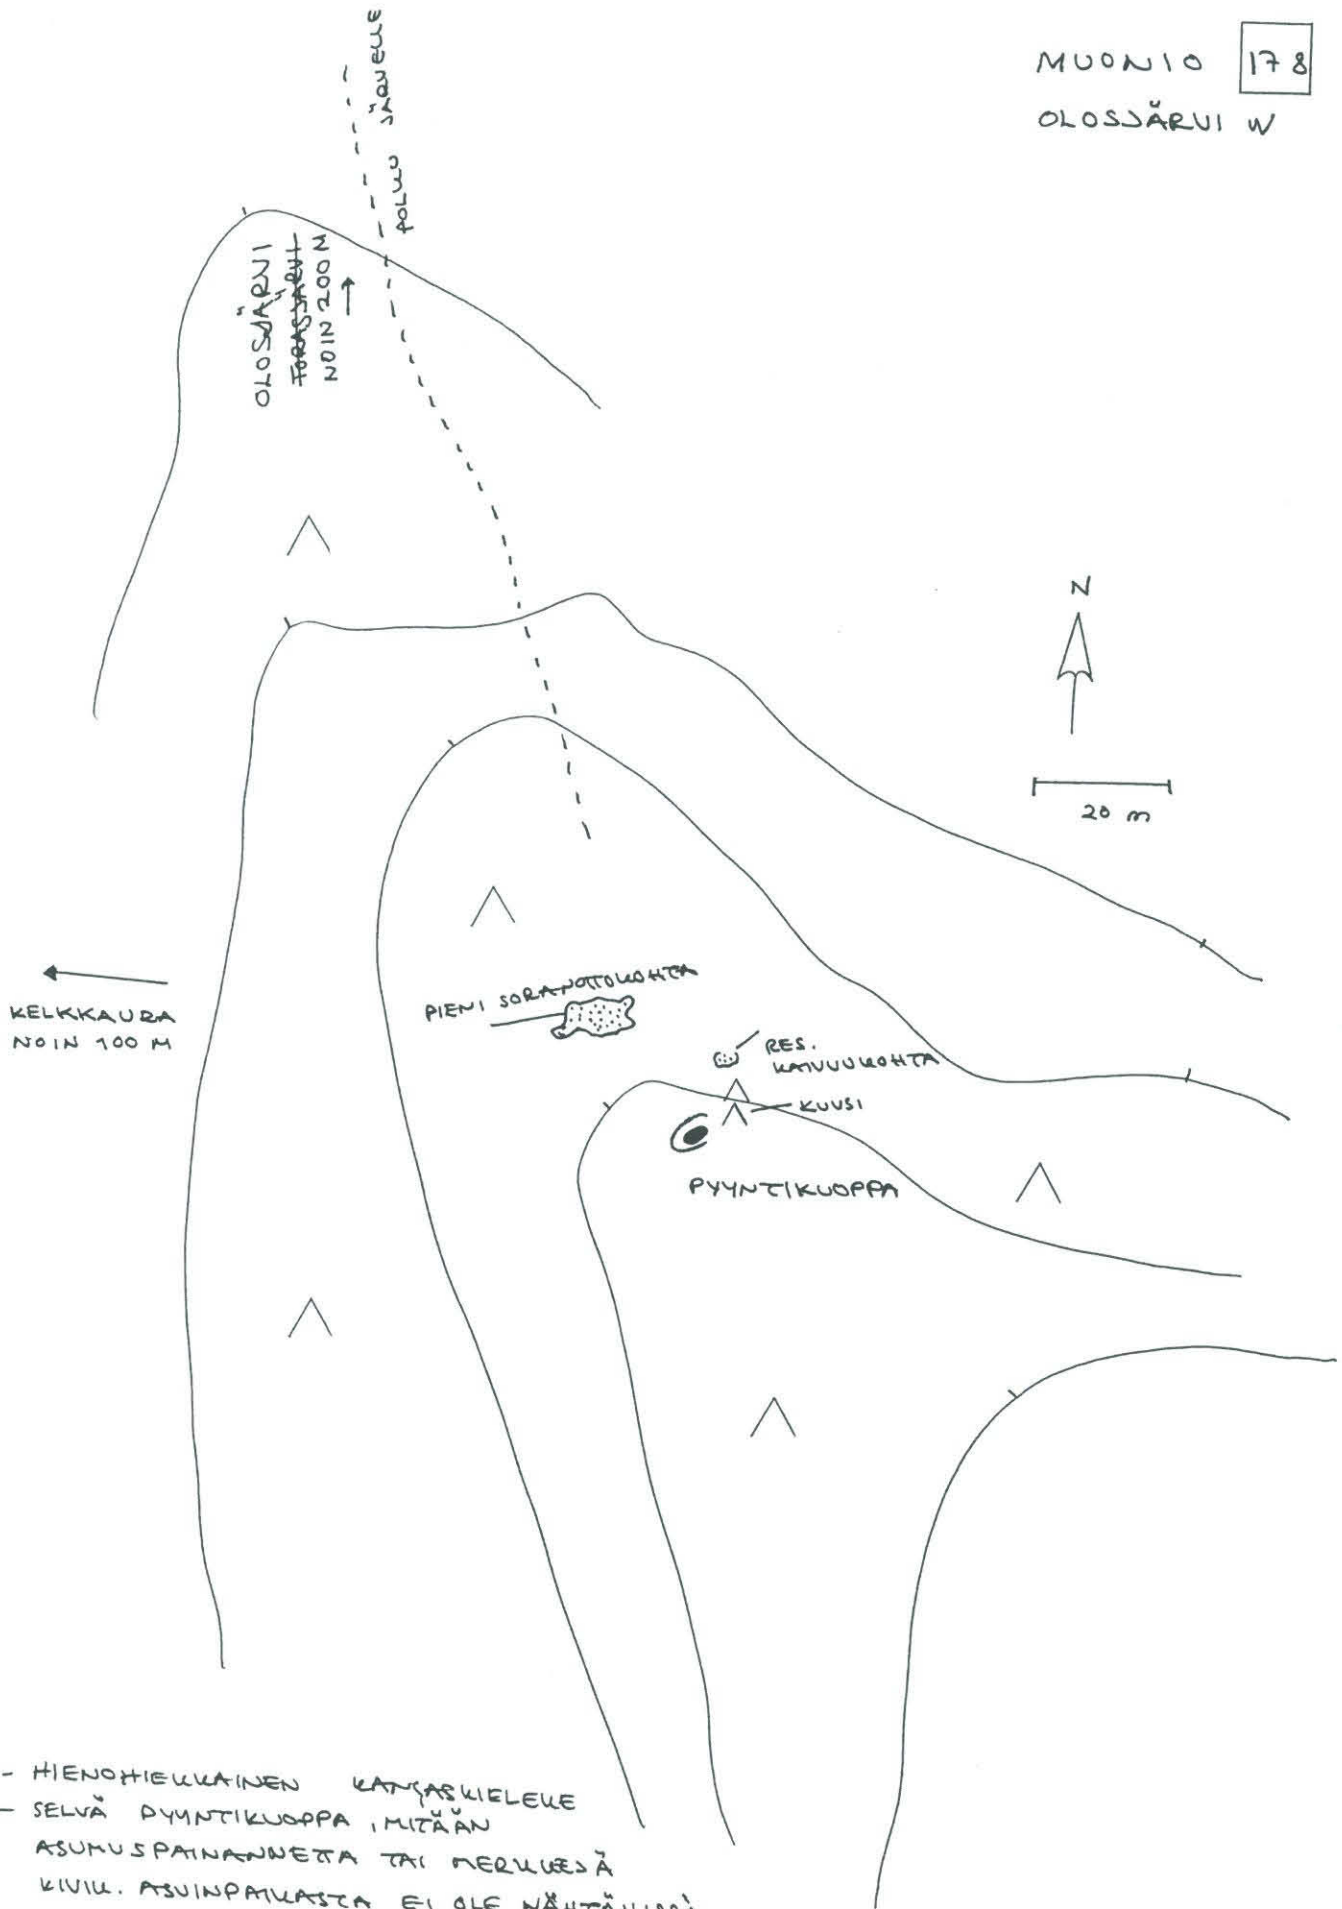 MUONIO 178
OLOSJÄRVI W
POLKU JÄRVELLE
OLOSJÄRVI
TORASJÄRVI
NOIN 200 M
N
20 m
KELKKAURA
NOIN 100 M
PIENI SORANOTTOKOHTA
RES.
KAIVUUKOHTA
KUUSI
PYYNTIKUOPPA
- HIENOHIEKKAINEN KANGASKIELEKE
- SELVÄ PYYNTIKUOPPA, MITÄÄN
ASUMUSPAINANNETTA TAI MERKKEJÄ
KIVIK. ASUINPAIKASTA EI OLE